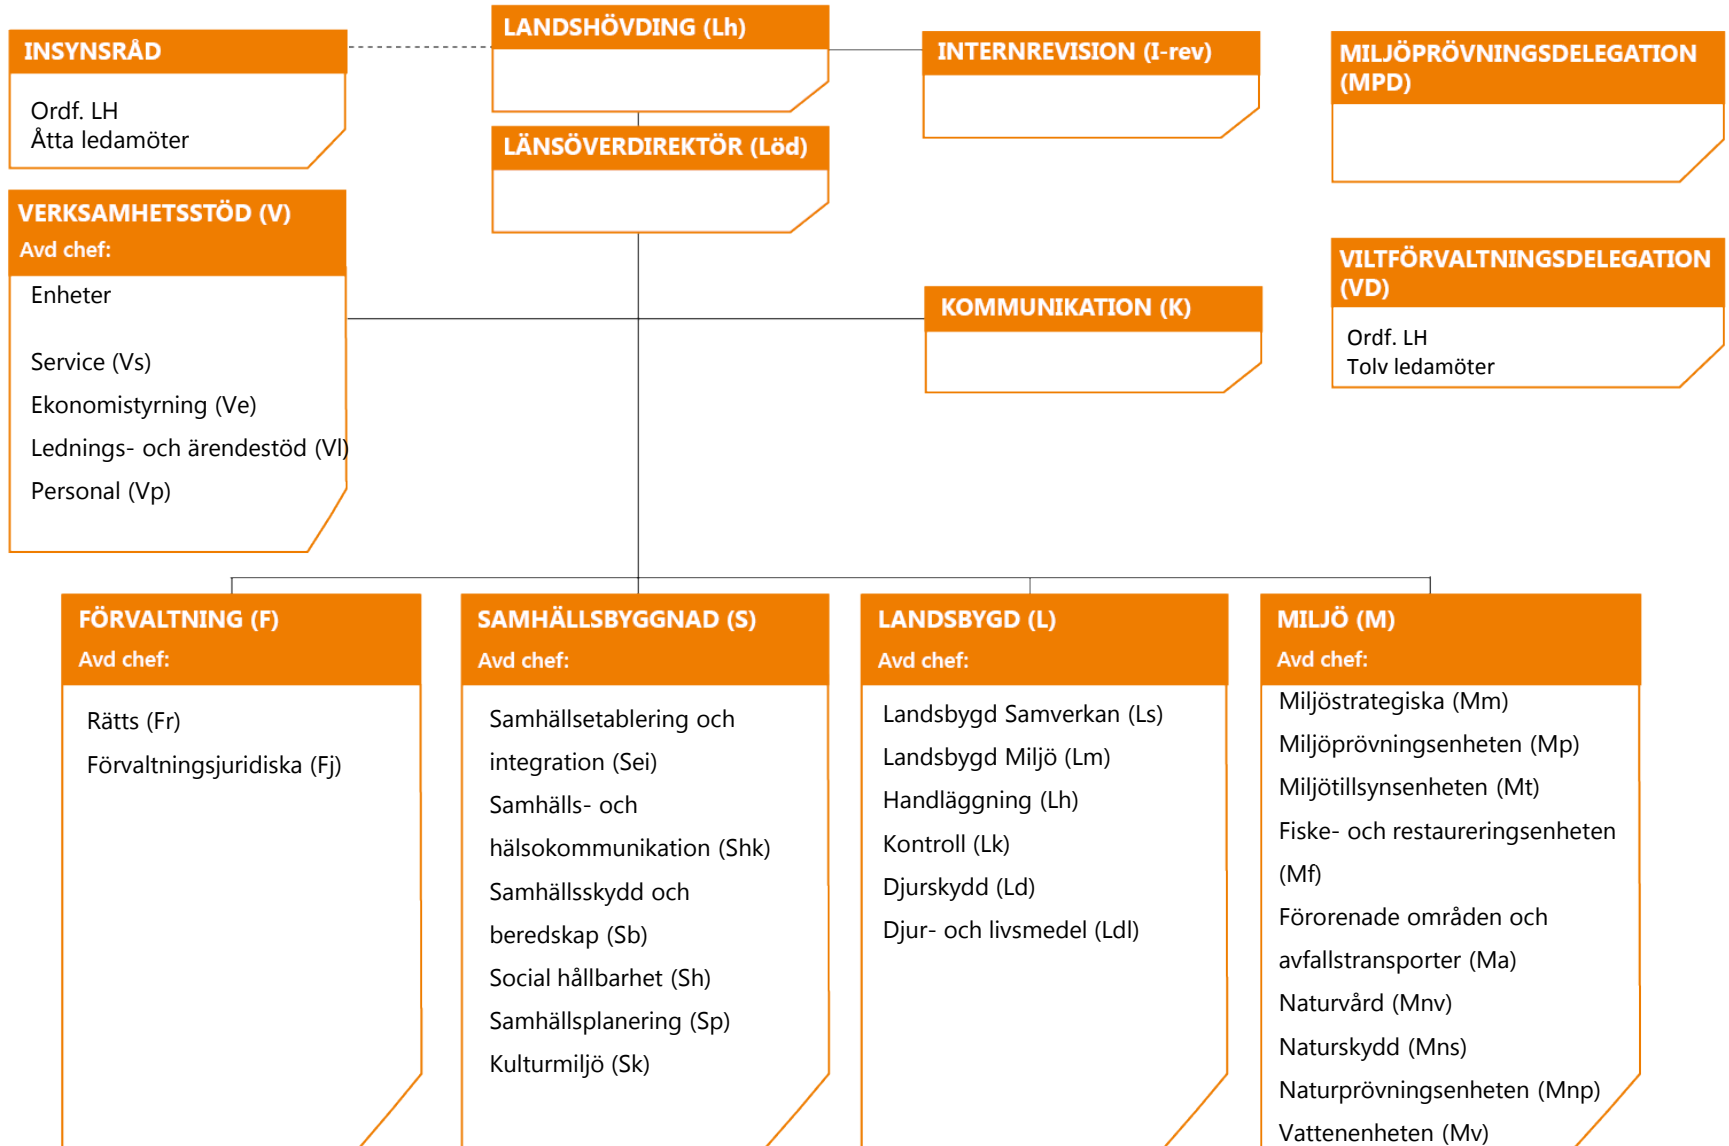 INSYNSRÅD
Ordf. LH
Åtta ledamöter
LANDSHÖVDING (Lh)
LÄNSÖVERDIREKTÖR (Löd)
INTERNREVISION (I-rev)
MILJÖPRÖVNINGSDELEGATION
(MPD)
VERKSAMHETSSTÖD (V)
Avd chef:
Enheter
Service (Vs)
Ekonomistyrning (Ve)
Lednings- och ärendestöd (Vl)
Personal (Vp)
KOMMUNIKATION (K)
VILTFÖRVALTNINGSDELEGATION
(VD)
Ordf. LH
Tolv ledamöter
FÖRVALTNING (F)
Avd chef:
Rätts (Fr)
Förvaltningsjuridiska (Fj)
SAMHÄLLSBYGGNAD (S)
Avd chef:
Samhällsetablering och
integration (Sei)
Samhälls- och
hälsokommunikation (Shk)
Samhällsskydd och
beredskap (Sb)
Social hållbarhet (Sh)
Samhällsplanering (Sp)
Kulturmiljö (Sk)
LANDSBYGD (L)
Avd chef:
Landsbygd Samverkan (Ls)
Landsbygd Miljö (Lm)
Handläggning (Lh)
Kontroll (Lk)
Djurskydd (Ld)
Djur- och livsmedel (Ldl)
MILJÖ (M)
Avd chef:
Miljöstrategiska (Mm)
Miljöprövningsenheten (Mp)
Miljötillsynsenheten (Mt)
Fiske- och restaureringsenheten
(Mf)
Förorenade områden och
avfallstransporter (Ma)
Naturvård (Mnv)
Naturskydd (Mns)
Naturprövningsenheten (Mnp)
Vattenenheten (Mv)